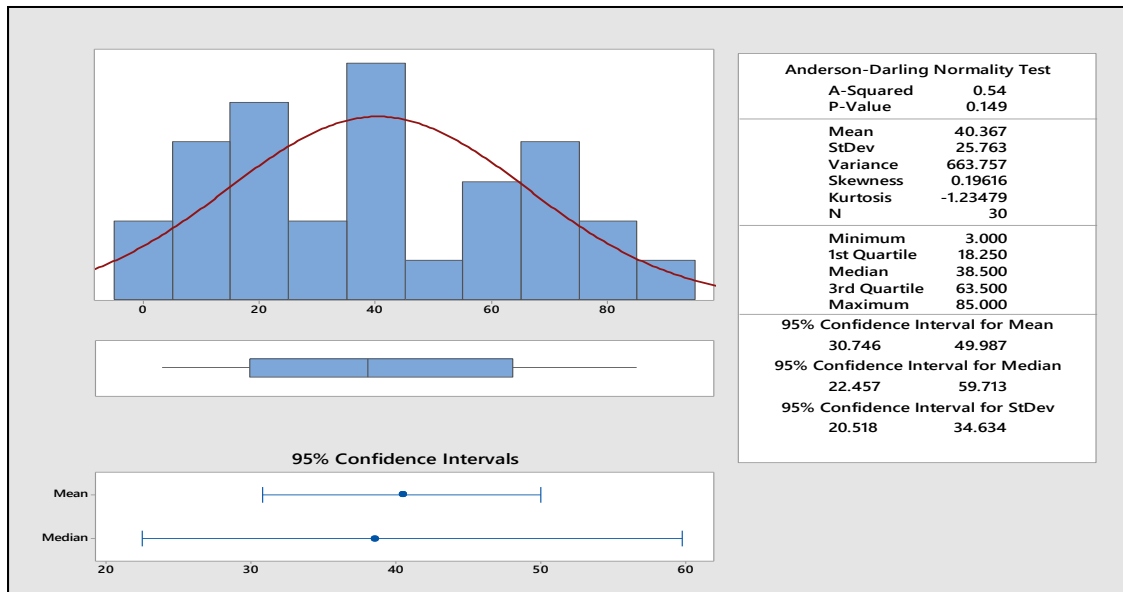 0 20 40 60 80
95% Confidence Intervals
Mean
Median
20 30 40 50 60
Anderson-Darling Normality Test
A-Squared 0.54
P-Value 0.149
Mean 40.367
StDev 25.763
Variance 663.757
Skewness 0.19616
Kurtosis -1.23479
N 30
Minimum 3.000
1st Quartile 18.250
Median 38.500
3rd Quartile 63.500
Maximum 85.000
95% Confidence Interval for Mean
30.746 49.987
95% Confidence Interval for Median
22.457 59.713
95% Confidence Interval for StDev
20.518 34.634